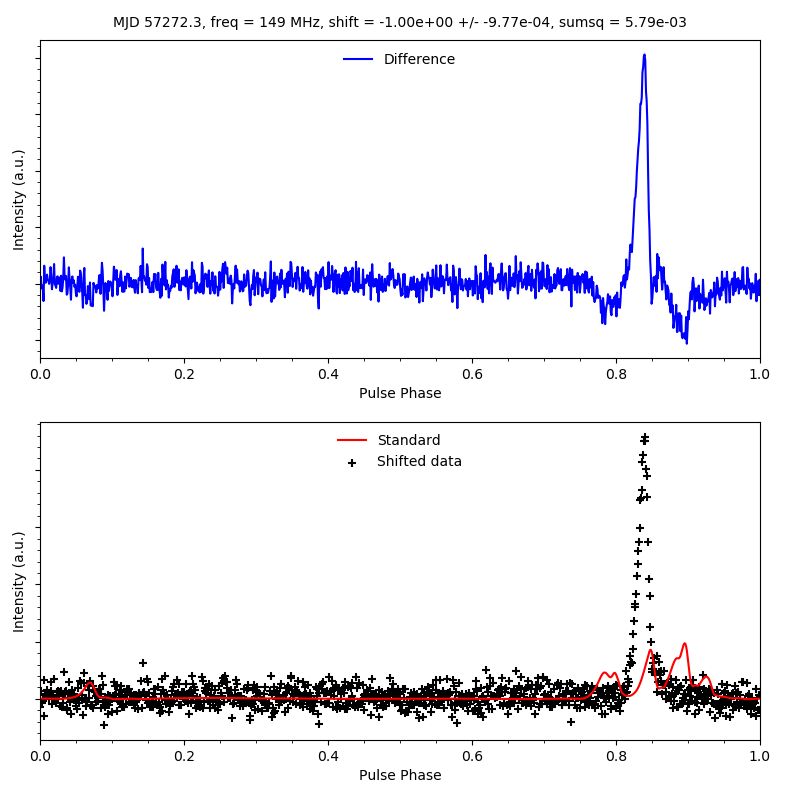 MJD 57272.3, freq = 149 MHz, shift = -1.00e+00 +/- -9.77e-04, sumsq = 5.79e-03
Difference
Intensity (a.u.)
0.0 0.2 0.4 0.6 0.8 1.0
Pulse Phase
Standard
Shifted data
Intensity (a.u.)
0.0 0.2 0.4 0.6 0.8 1.0
Pulse Phase